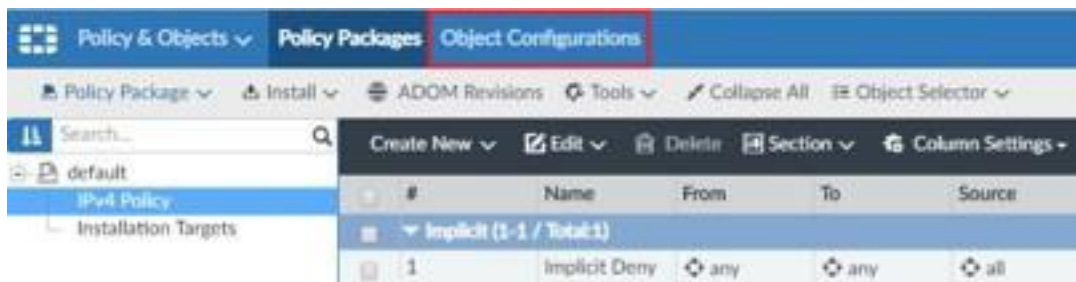 Policy & Objects Policy Packages Object Configurations
Policy Package Install ADOM Revisions Tools Collapse All Object Selector
Search... Create New Edit Delete Section Column Settings
default
# Name From To Source
IPv4 Policy
Installation Targets
Implicit (1-1 / Total:1)
1 Implicit Deny any any all